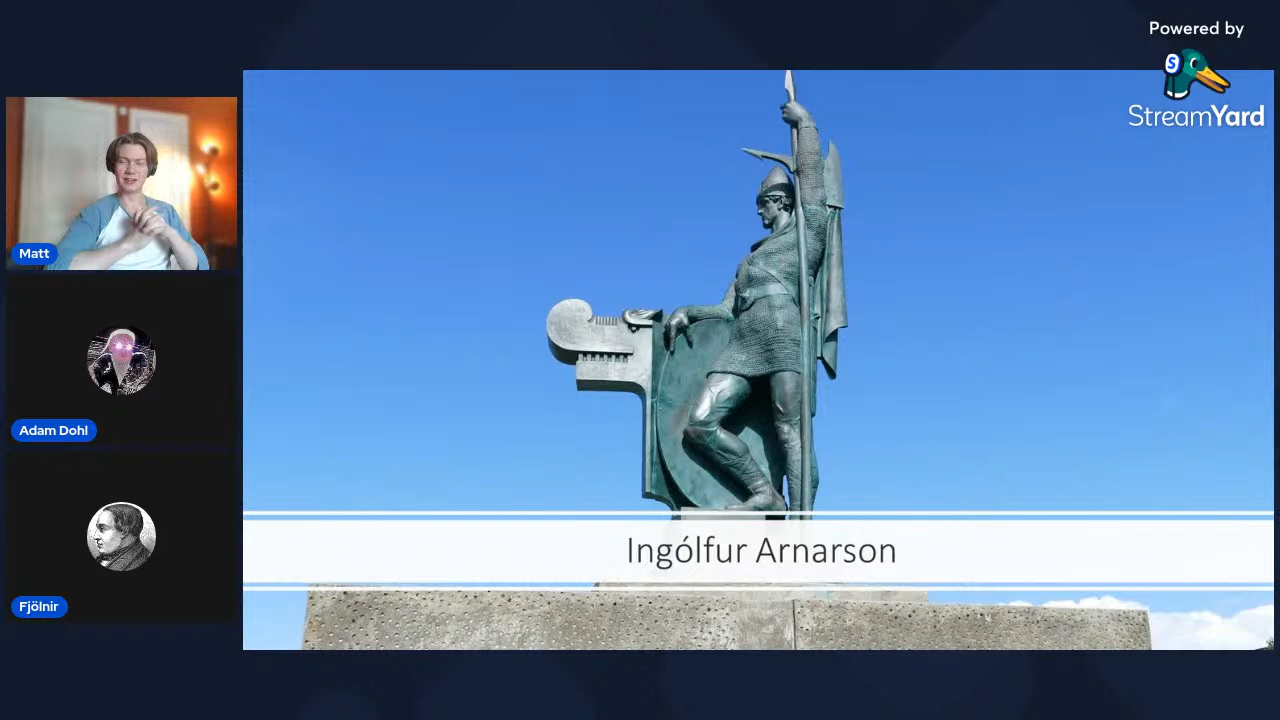 Powered by
StreamYard
Matt
Adam Dohl
Fjölnir
Ingólfur Arnarson